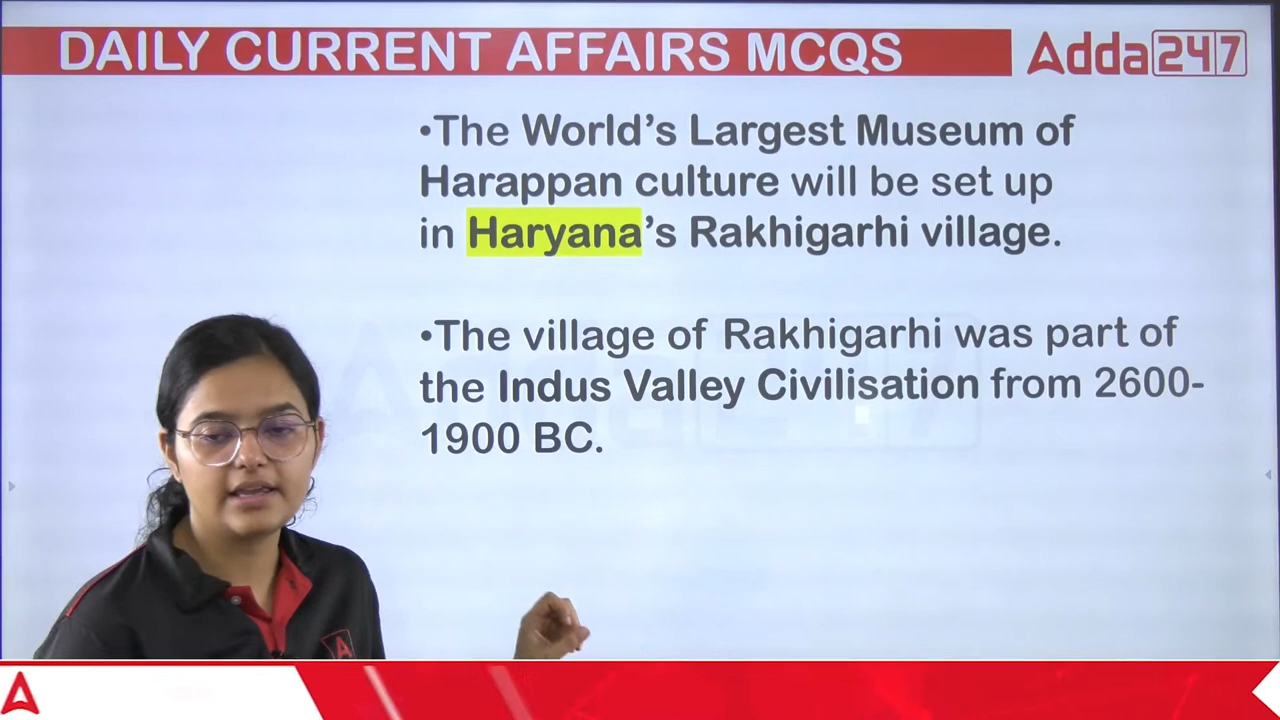 DAILY CURRENT AFFAIRS MCQS
Adda247
•The World's Largest Museum of
Harappan culture will be set up
in Haryana's Rakhigarhi village.
•The village of Rakhigarhi was part of
the Indus Valley Civilisation from 2600-
1900 BC.